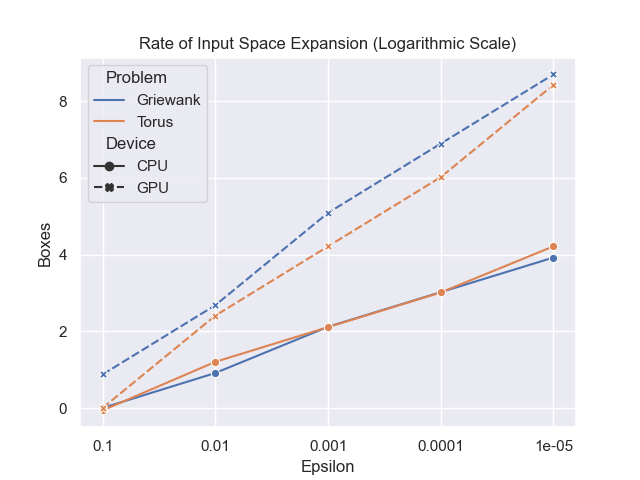 Rate of Input Space Expansion (Logarithmic Scale)
Problem
Griewank
Torus
Device
CPU
GPU
Boxes
8
6
4
2
0
0.1 0.01 0.001 0.0001 1e-05
Epsilon